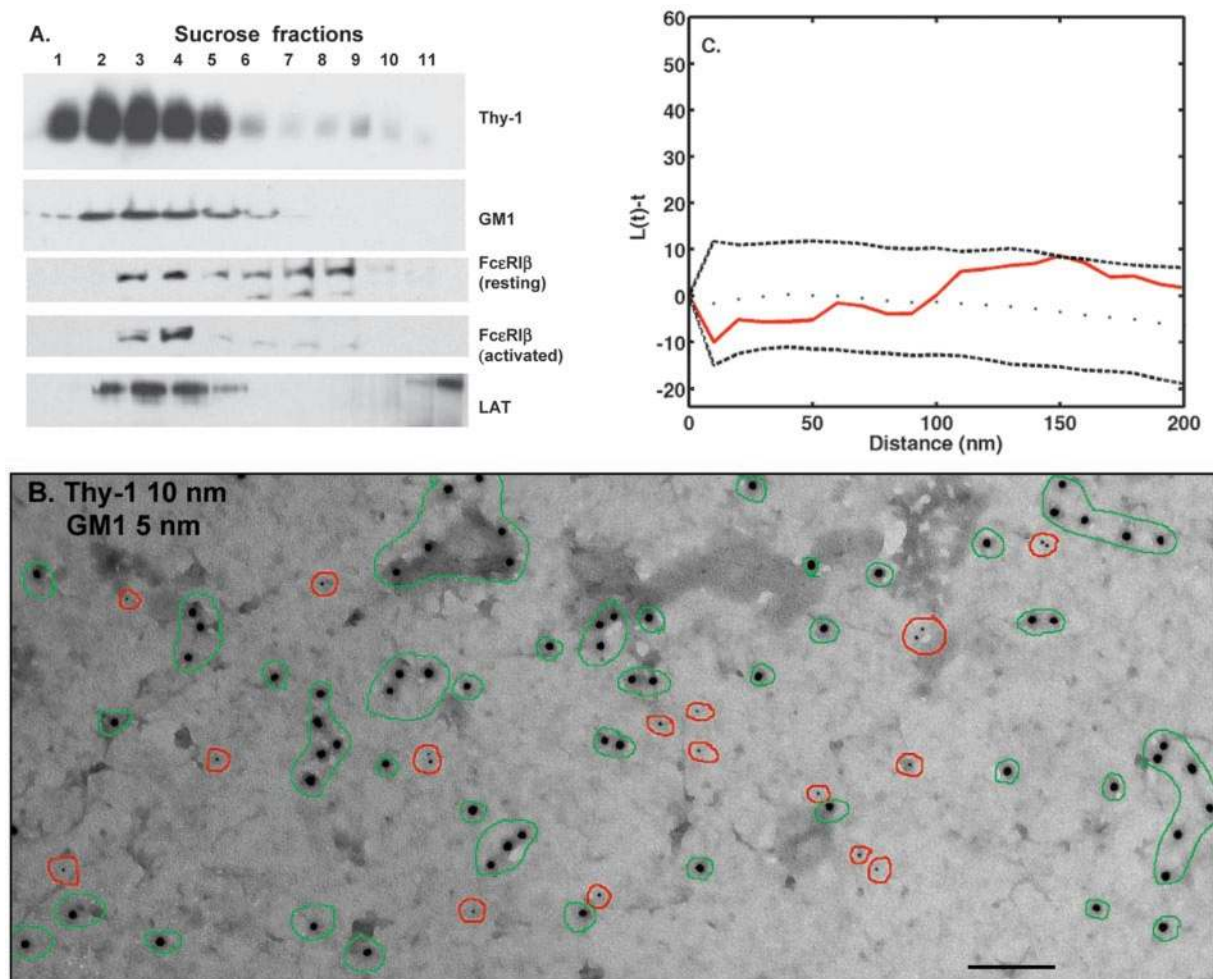 A.
Sucrose fractions
1 2 3 4 5 6 7 8 9 10 11
Thy-1
GM1
FcεRIβ
(resting)
FcεRIβ
(activated)
LAT
C.
60
50
40
30
20
10
0
-10
-20
L(t)-t
0 50 100 150 200
Distance (nm)
B. Thy-1 10 nm
GM1 5 nm